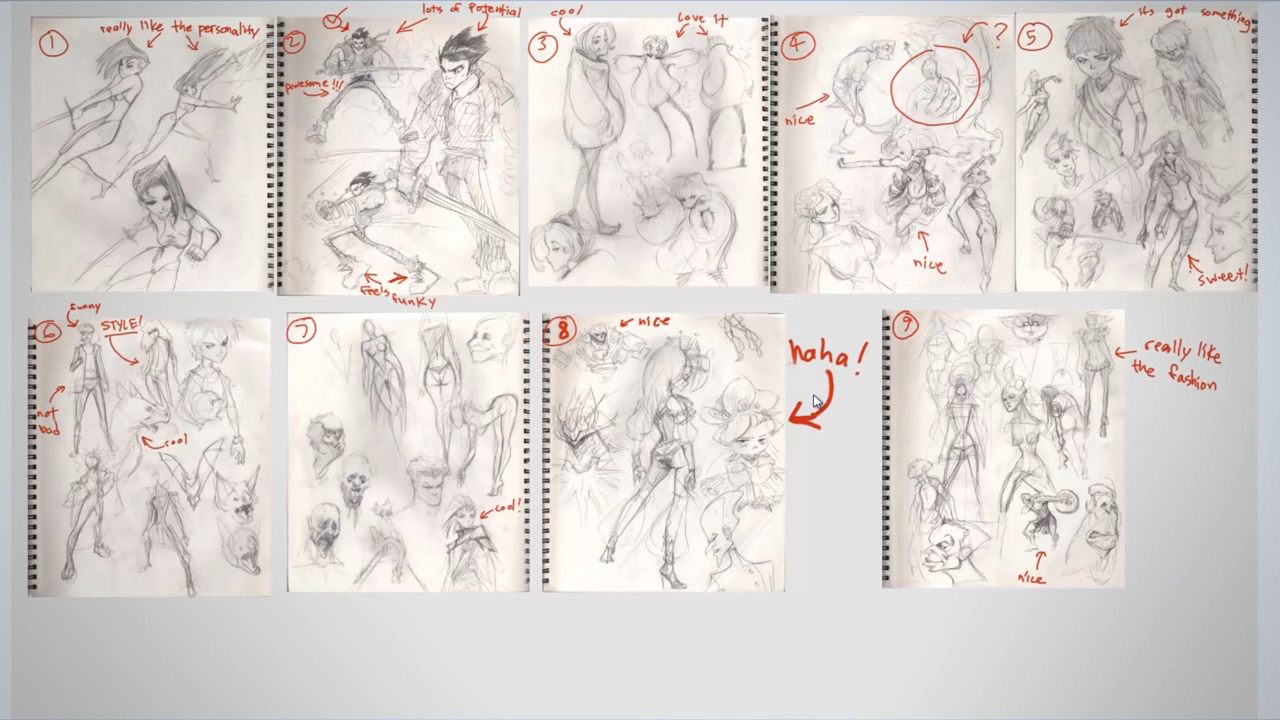 1
really like the personality
2
lots of Potential
Awesome!!!
feels funky
3
cool
Love it
4
?
nice
nice
5
its got something
sweet!
6
funny
STYLE!
not
bad
cool
7
cool!
8
nice
haha!
9
really like
the fashion
nice